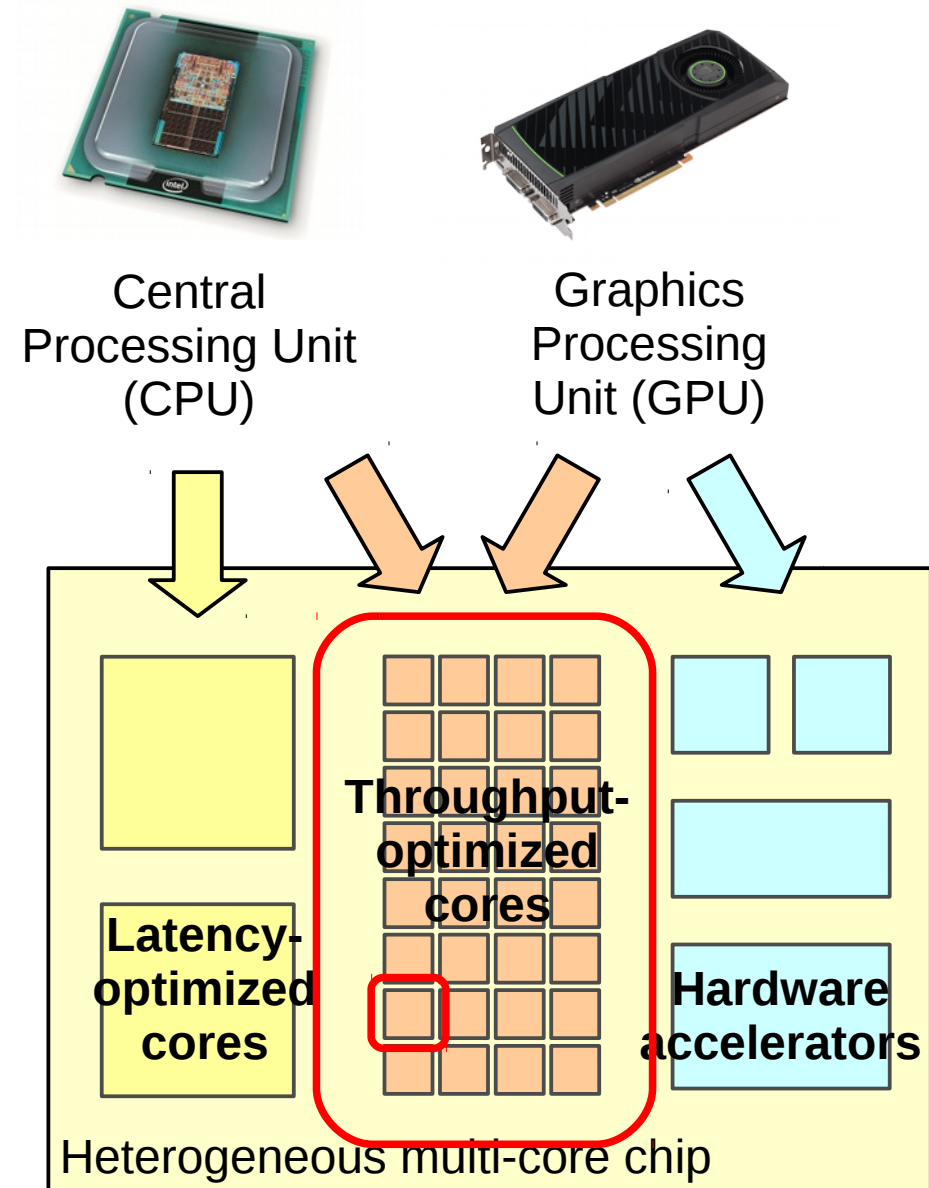 intel
Central
Processing Unit
(CPU)
Graphics
Processing
Unit (GPU)
Throughput-
optimized
cores
Latency-
optimized
cores
Hardware
accelerators
Heterogeneous multi-core chip